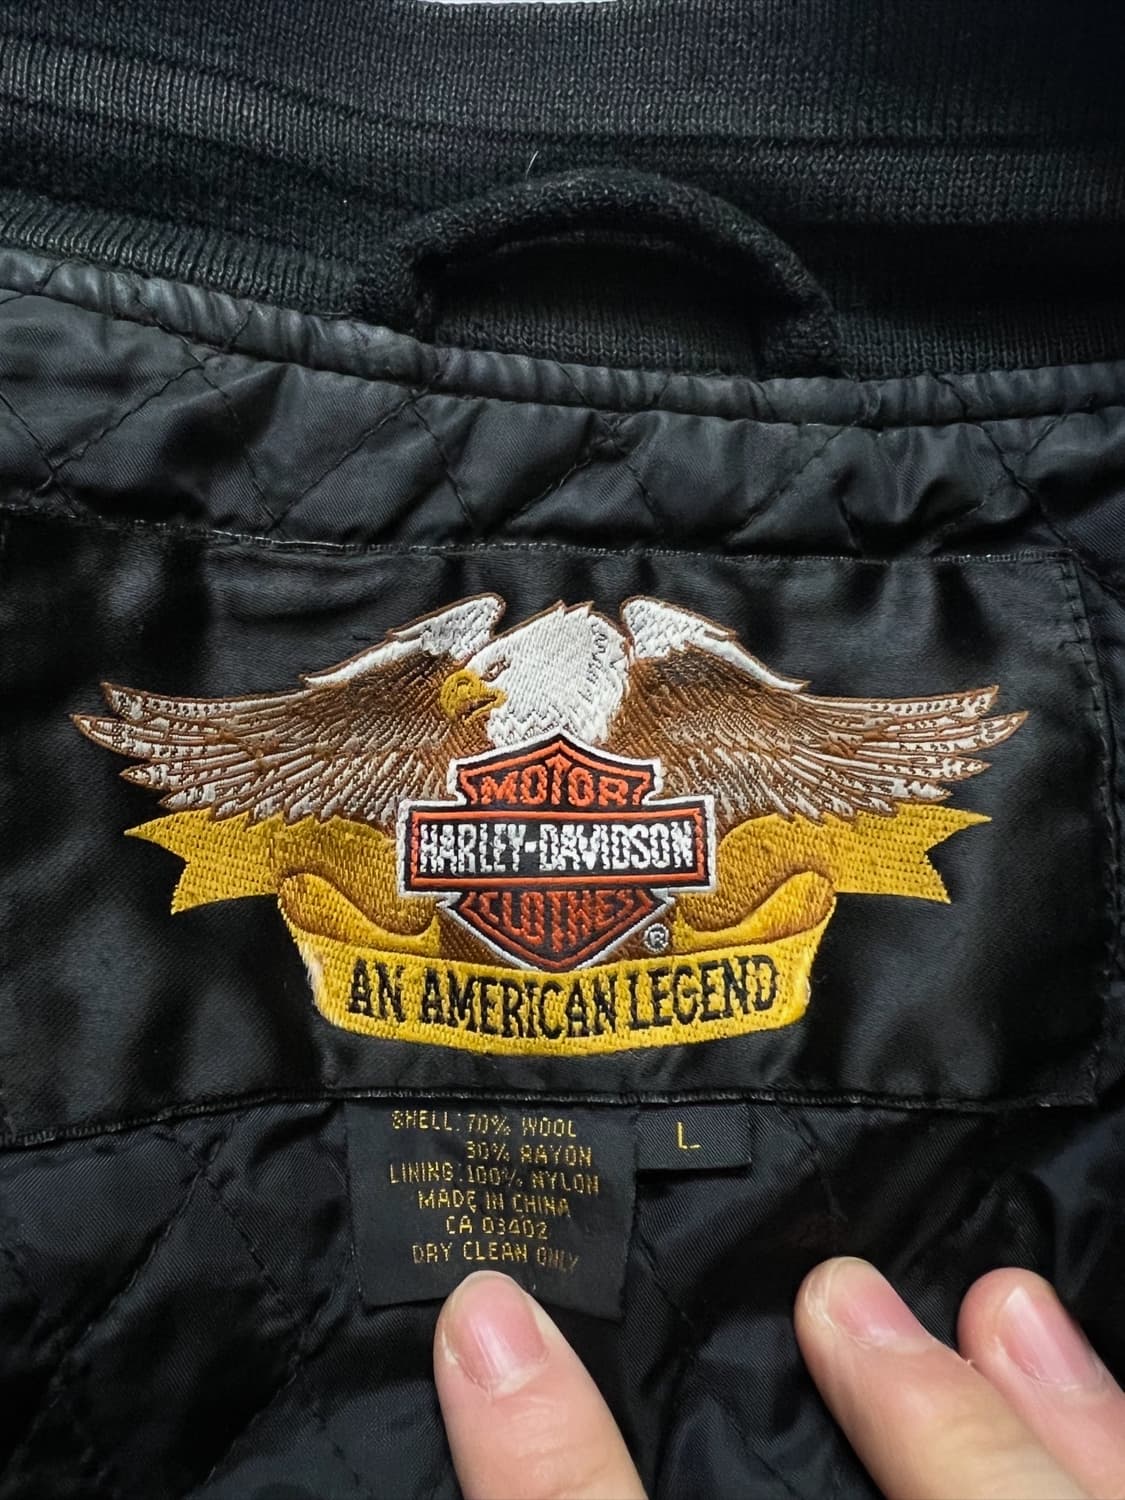 MOTOR
HARLEY-DAVIDSON
CLOTHES
®
AN AMERICAN LEGEND
SHELL: 70% WOOL
30% RAYON
LINING: 100% NYLON
MADE IN CHINA
CA 03402
DRY CLEAN ONLY
L